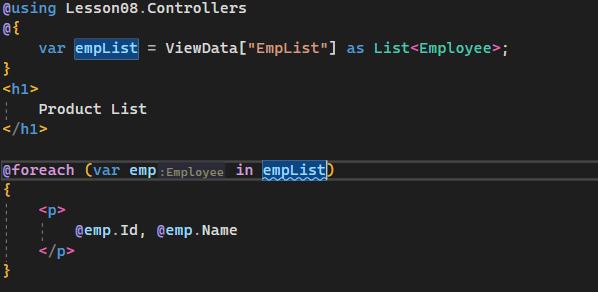 @using Lesson08.Controllers
@{
    var empList = ViewData["EmpList"] as List<Employee>;
}
<h1>
    Product List
</h1>

@foreach (var emp:Employee in empList)
{
    <p>
        @emp.Id, @emp.Name
    </p>
}